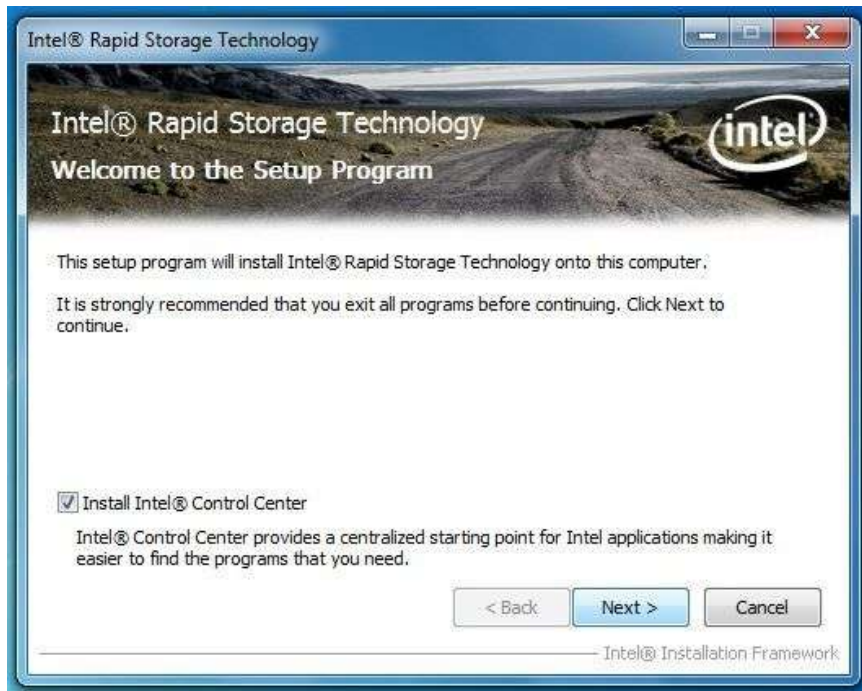 Intel® Rapid Storage Technology
Intel® Rapid Storage Technology
intel
Welcome to the Setup Program
This setup program will install Intel® Rapid Storage Technology onto this computer.
It is strongly recommended that you exit all programs before continuing. Click Next to
continue.
Install Intel® Control Center
Intel® Control Center provides a centralized starting point for Intel applications making it
easier to find the programs that you need.
< Back Next > Cancel
Intel® Installation Framework